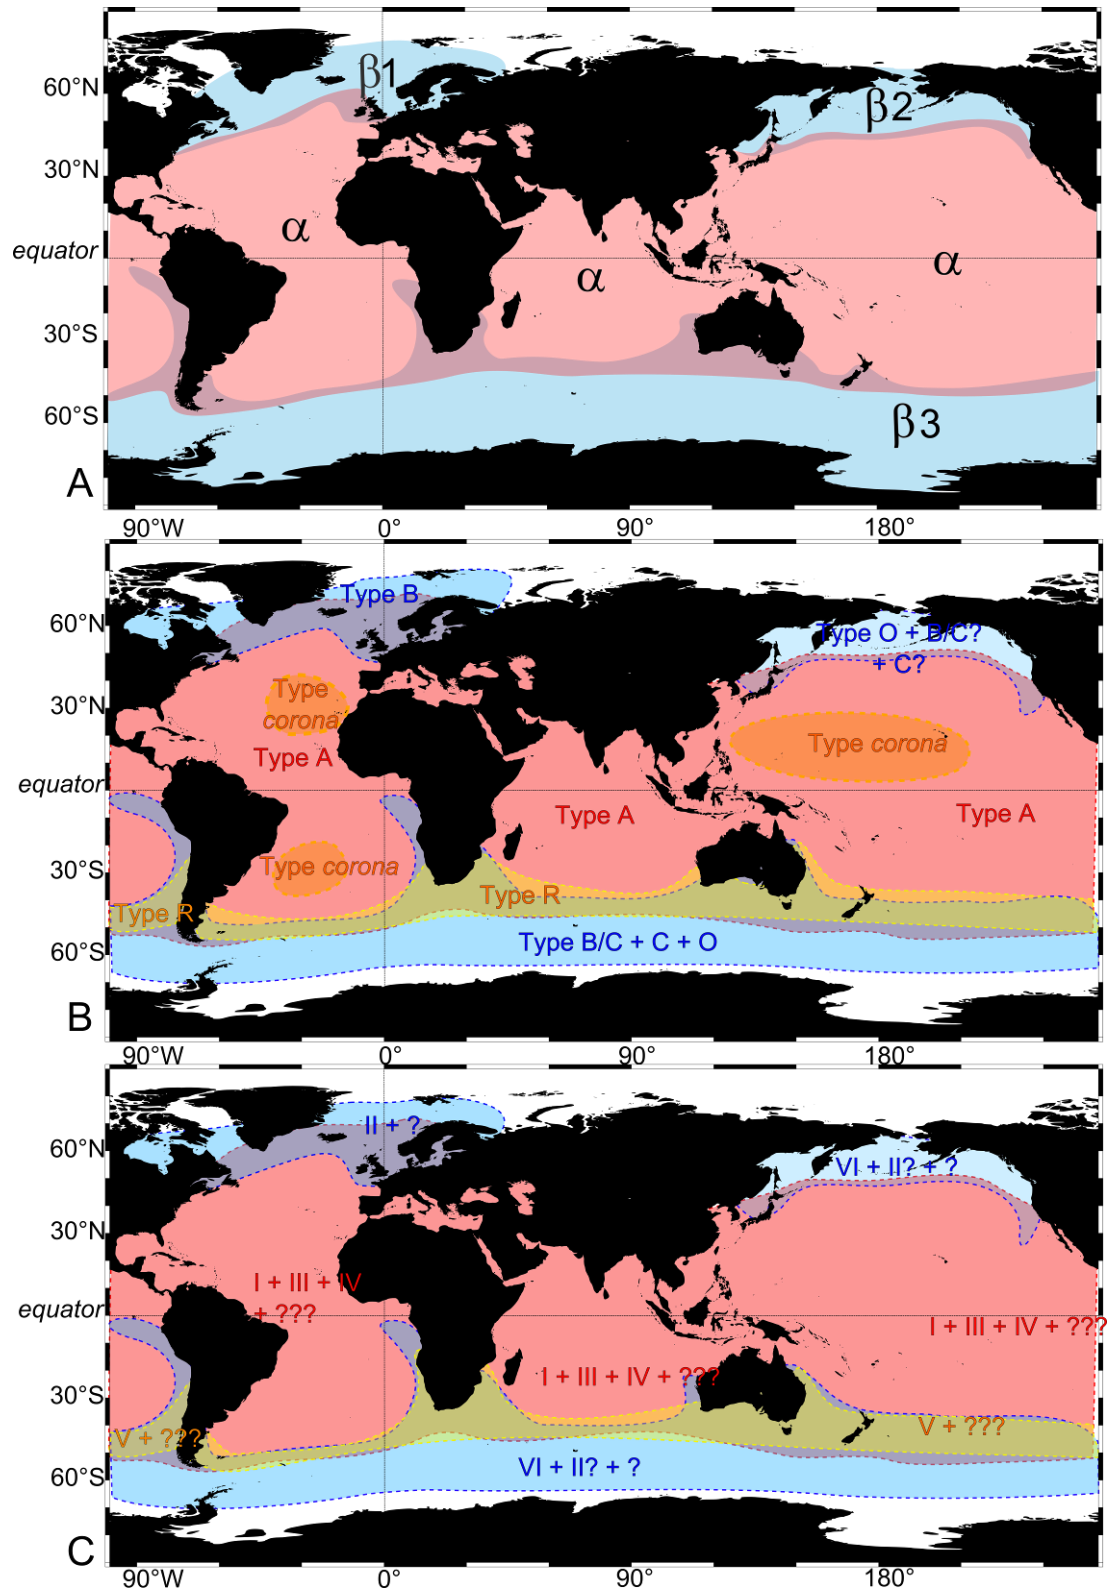 60°N
β1
β2
30°N
α
equator
α
α
30°S
60°S
β3
A
90°W
0°
90°
180°
Type B
60°N
Type O + B/C?
+ C?
30°N
Type
corona
Type corona
Type A
equator
Type A
Type A
30°S
Type corona
Type R
Type R
60°S
Type B/C + C + O
B
90°W
0°
90°
180°
II + ?
60°N
VI + II? + ?
30°N
I + III + IV
+ ???
equator
I + III + IV + ???
I + III + IV + ???
30°S
V + ???
V + ???
60°S
VI + II? + ?
C
90°W
0°
90°
180°